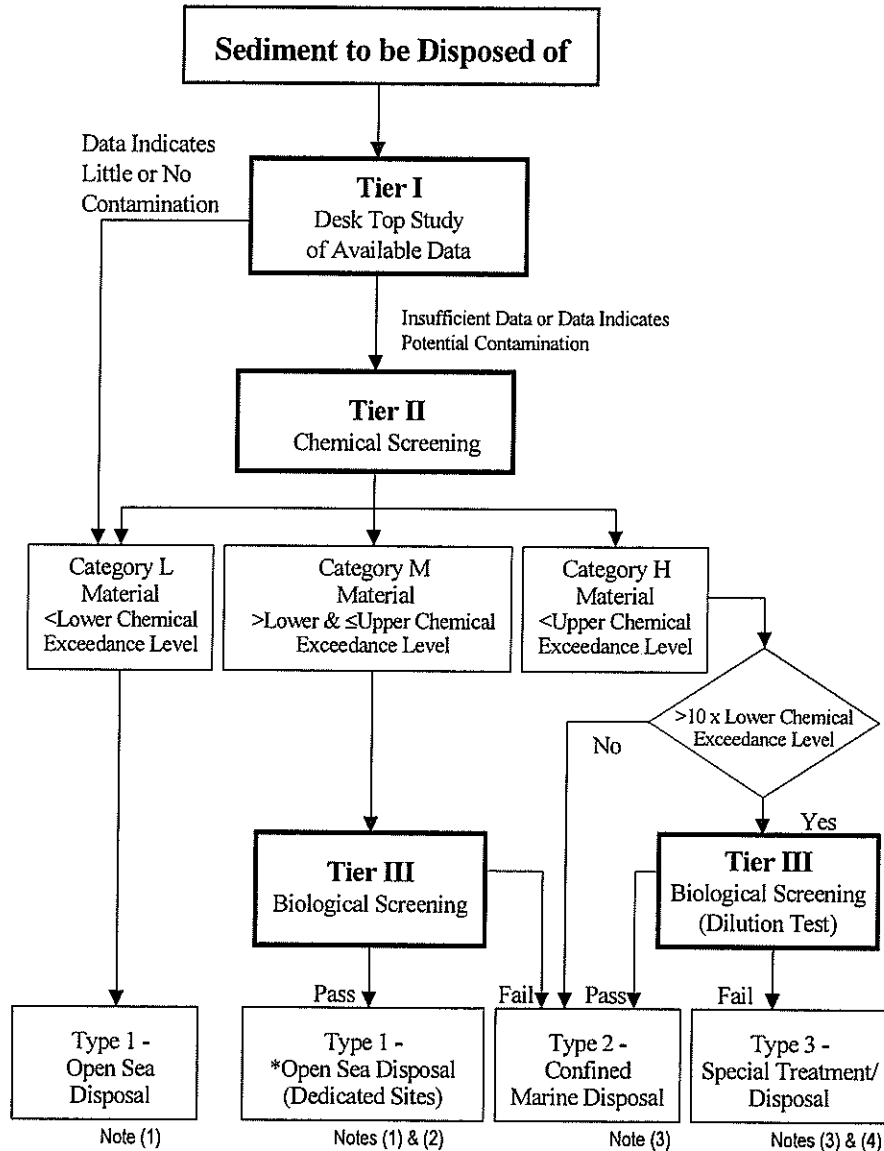 Sediment to be Disposed of
Data Indicates
Little or No
Contamination
Tier I
Desk Top Study
of Available Data
Insufficient Data or Data Indicates
Potential Contamination
Tier II
Chemical Screening
Category L
Material
<Lower Chemical
Exceedance Level
Category M
Material
>Lower & ≤Upper Chemical
Exceedance Level
Category H
Material
<Upper Chemical
Exceedance Level
>10 x Lower Chemical
Exceedance Level
No
Yes
Tier III
Biological Screening
Tier III
Biological Screening
(Dilution Test)
Pass
Fail
Pass
Fail
Type 1 -
Open Sea
Disposal
Type 1 -
*Open Sea Disposal
(Dedicated Sites)
Type 2 -
Confined
Marine Disposal
Type 3 -
Special Treatment/
Disposal
Note (1)
Notes (1) & (2)
Note (3)
Notes (3) & (4)